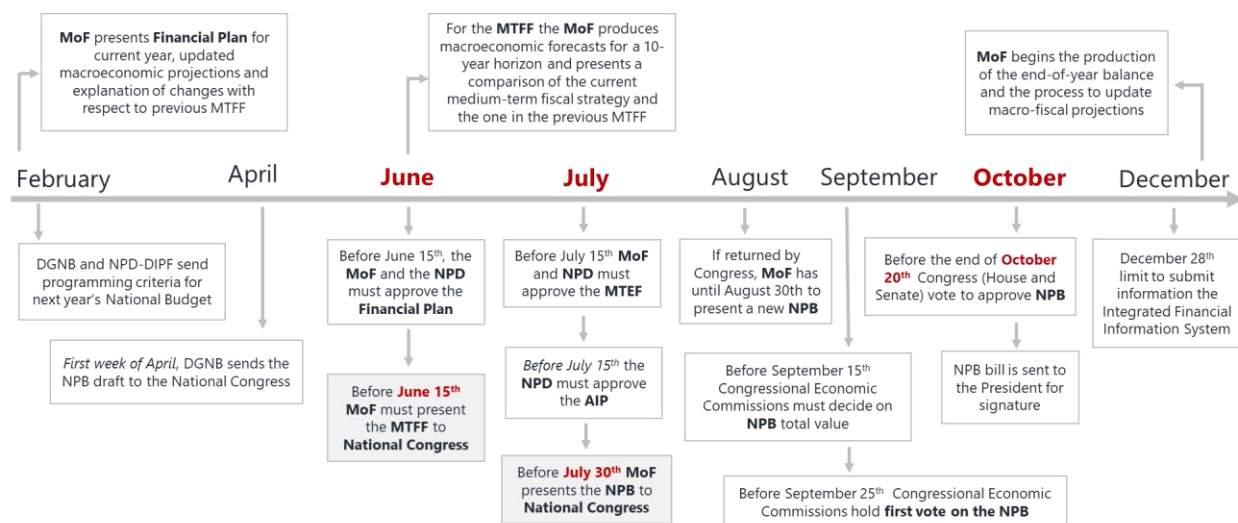 MoF presents Financial Plan for
current year, updated
macroeconomic projections and
explanation of changes with
respect to previous MTFF
For the MTFF the MoF produces
macroeconomic forecasts for a 10-
year horizon and presents a
comparison of the current
medium-term fiscal strategy and
the one in the previous MTFF
MoF begins the production
of the end-of-year balance
and the process to update
macro-fiscal projections
February
April
June
July
August
September
October
December
DGNB and NPD-DIPF send
programming criteria for
next year's National Budget
First week of April, DGNB sends the
NPB draft to the National Congress
Before June 15th, the
MoF and the NPD
must approve the
Financial Plan
Before June 15th
MoF must present
the MTFF to
National Congress
Before July 15th MoF
and NPD must
approve the MTEF
Before July 15th the
NPD must approve
the AIP
Before July 30th MoF
presents the NPB to
National Congress
If returned by
Congress, MoF has
until August 30th to
present a new NPB
Before September 15th
Congressional Economic
Commissions must decide on
NPB total value
Before September 25th Congressional Economic
Commissions hold first vote on the NPB
Before the end of October
20th Congress (House and
Senate) vote to approve NPB
NPB bill is sent to
the President for
signature
December 28th
limit to submit
information the
Integrated Financial
Information System